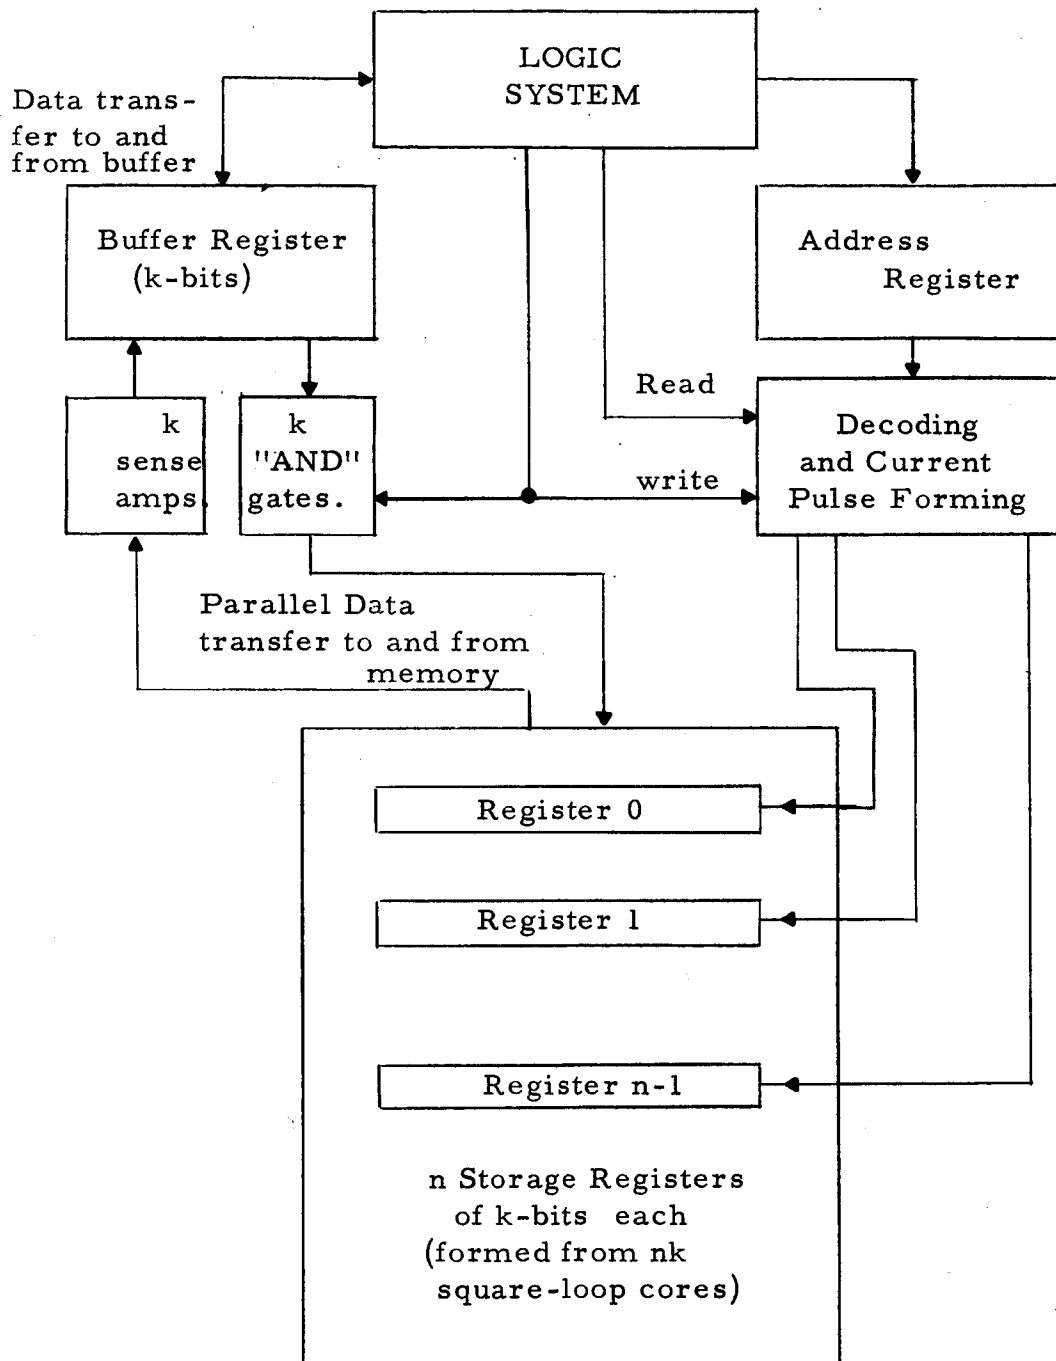 LOGIC
SYSTEM
Data trans-
fer to and
from buffer
Buffer Register
(k-bits)
Address
Register
Read
k
sense
amps.
k
"AND"
gates.
write
Decoding
and Current
Pulse Forming
Parallel Data
transfer to and from
memory
Register 0
Register 1
Register n-1
n Storage Registers
of k-bits each
(formed from nk
square-loop cores)